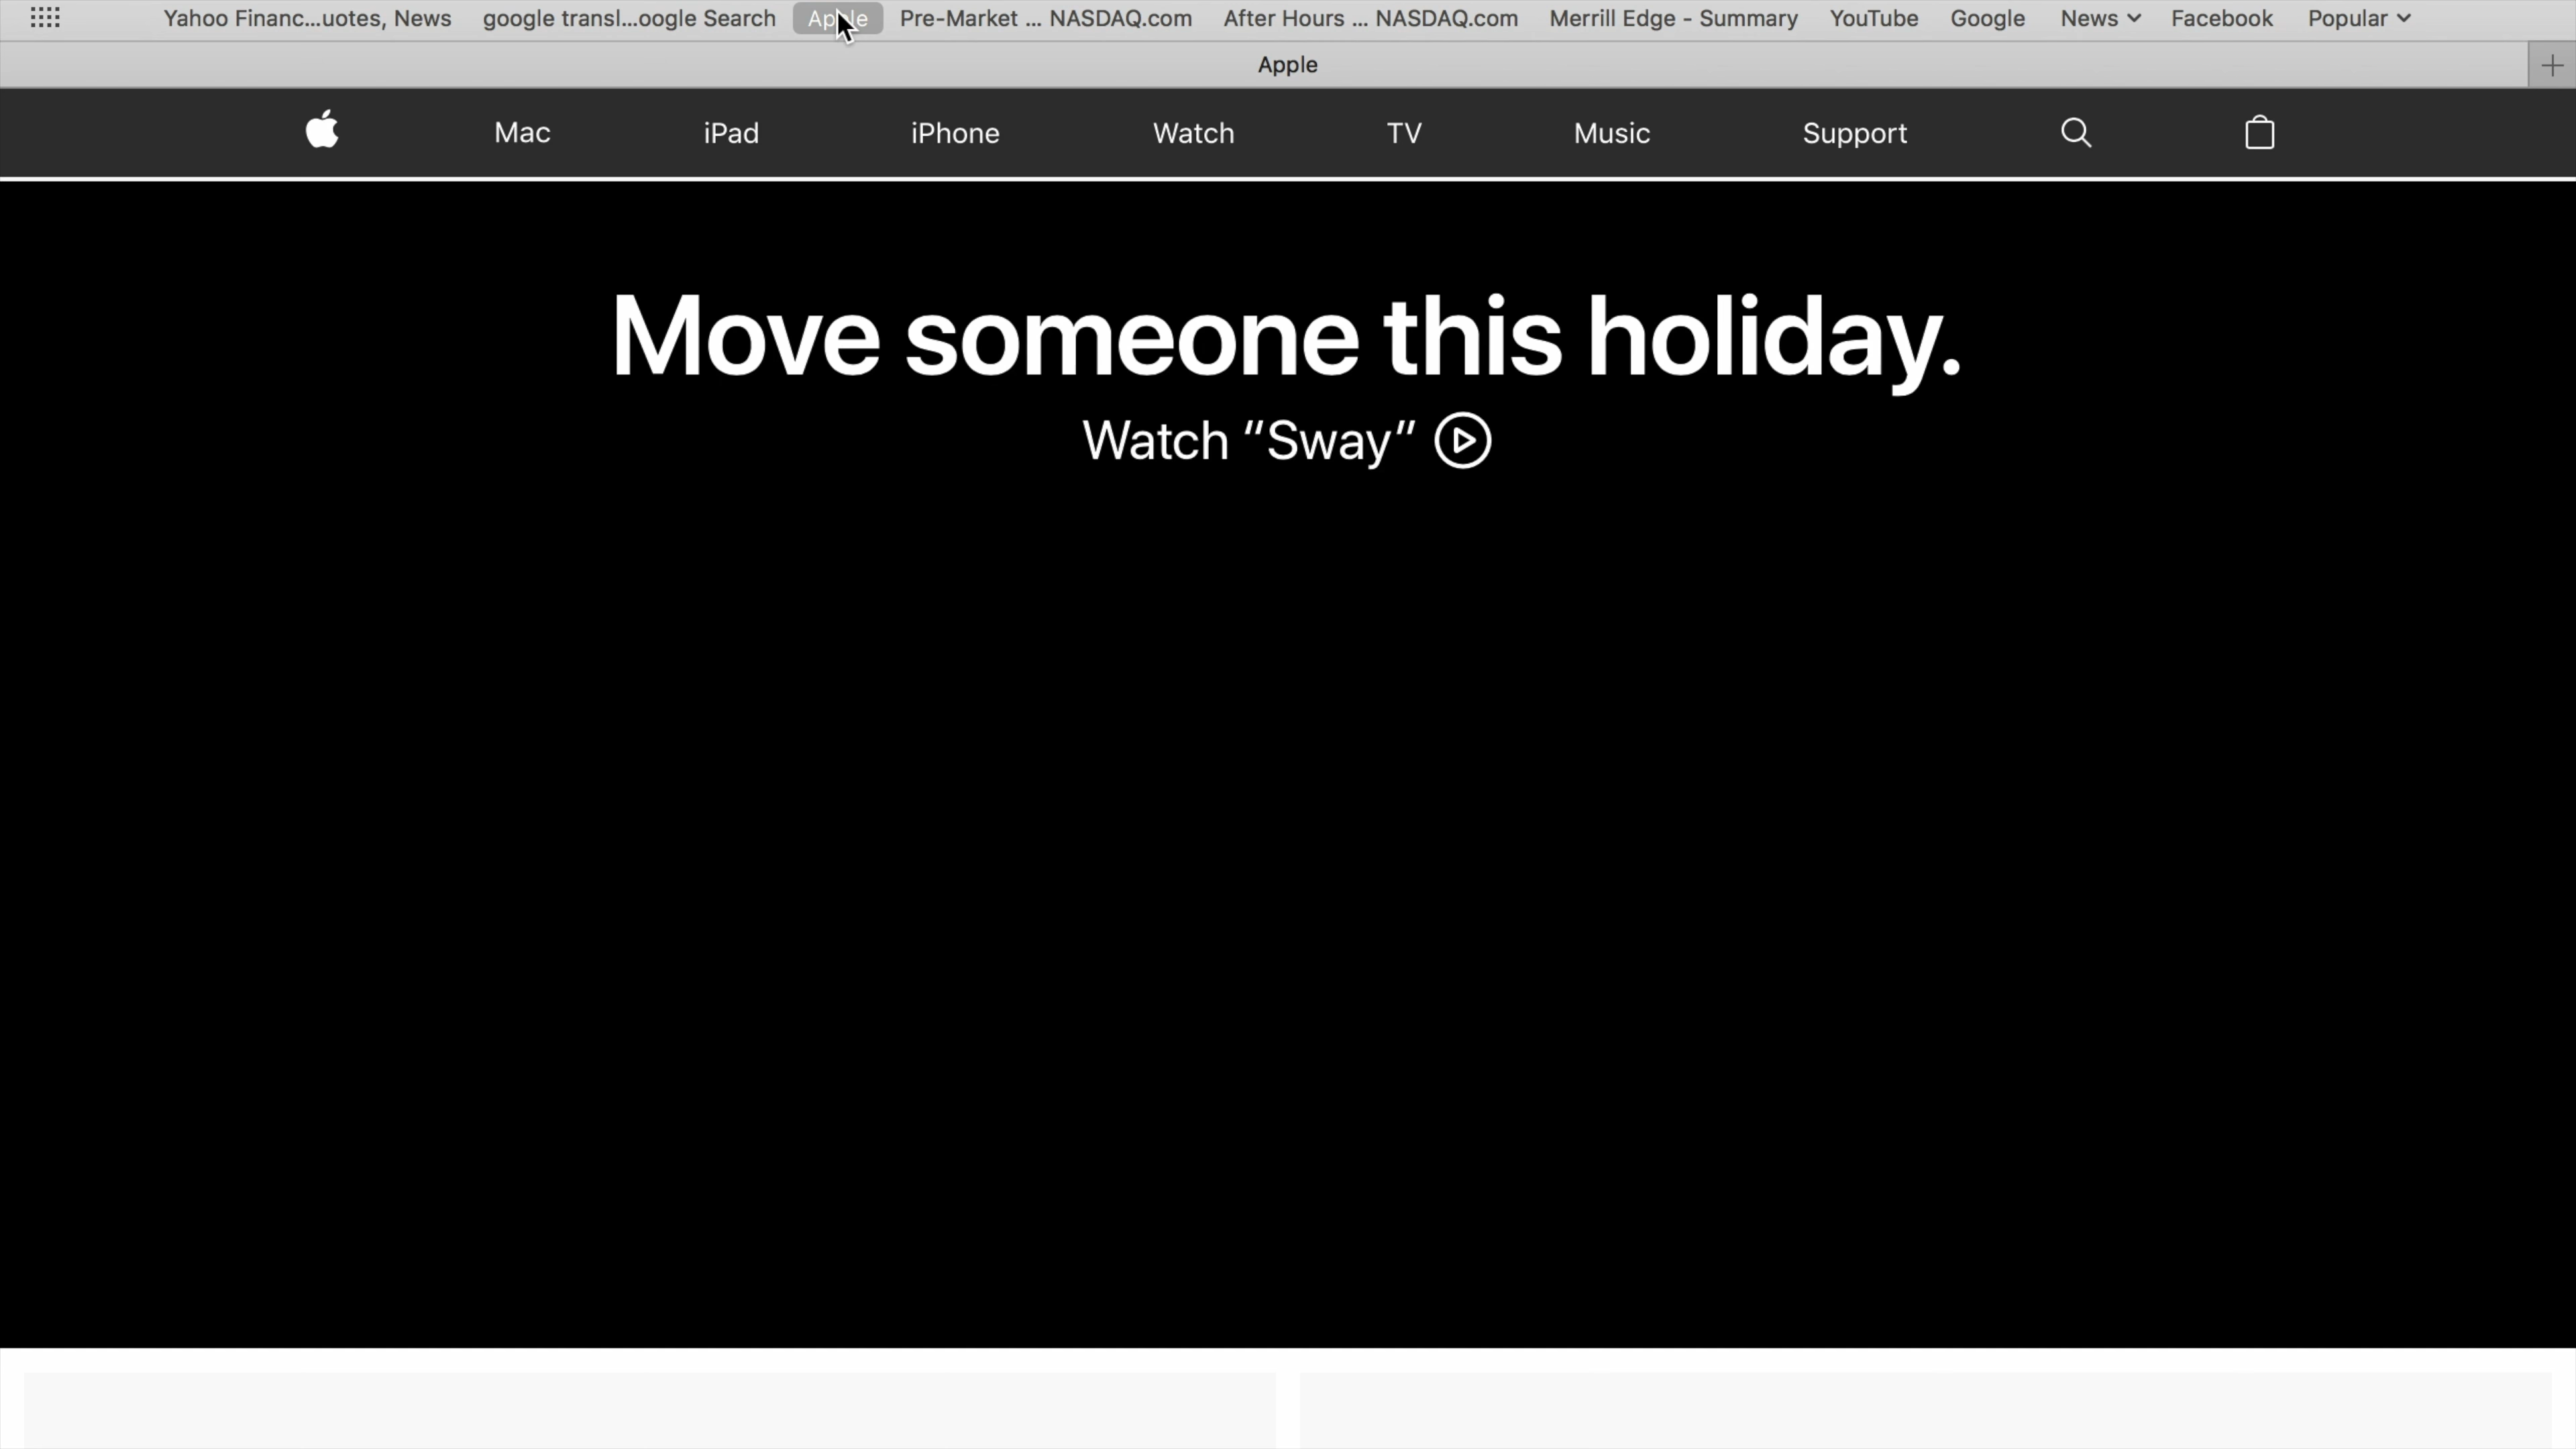 Yahoo Financ...uotes, News google transl...oogle Search Apple Pre-Market ... NASDAQ.com After Hours ... NASDAQ.com Merrill Edge - Summary YouTube Google News Facebook Popular
Apple
Mac iPad iPhone Watch TV Music Support
Move someone this holiday.
Watch “Sway”